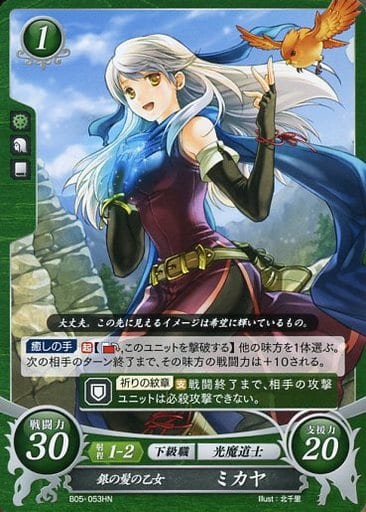 1
大丈夫。この先に見えるイメージは希望に輝いているもの。
癒しの手 起【,このユニットを撃破する】他の味方を1体選ぶ。
次の相手のターン終了まで、その味方の戦闘力は+10される。
祈りの紋章 支 戦闘終了まで、相手の攻撃
ユニットは必殺攻撃できない。
戦闘力
30
射程 1-2 下級職 光魔道士
支援力
20
銀の髪の乙女 ミカヤ
B05-053HN
Illust：北千里